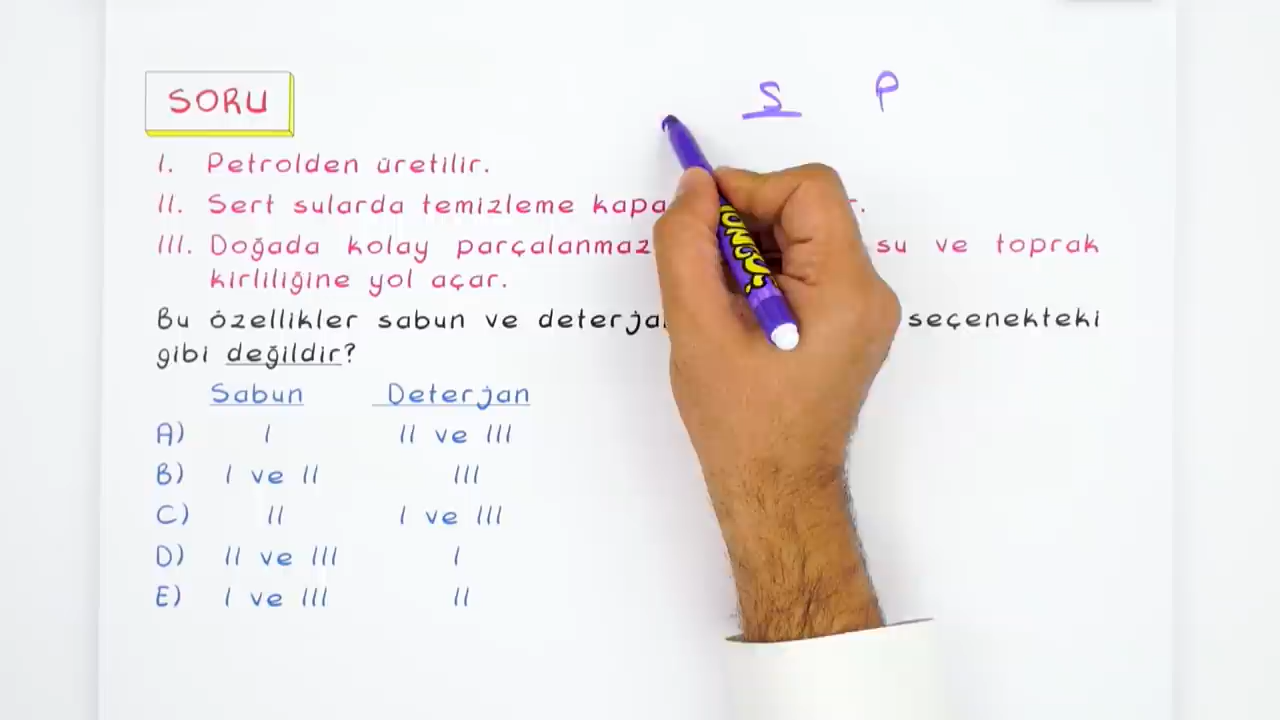 S P
SORU
I. Petrolden üretilir.
II. Sert sularda temizleme
III. Doğada kolay parçalanmaz su ve toprak
kirliliğine yol açar.
Bu özellikler sabun ve seçenekteki
gibi değildir?
Sabun Deterjan
A) I II ve III
B) I ve II III
C) II I ve III
D) II ve III I
E) I ve III II